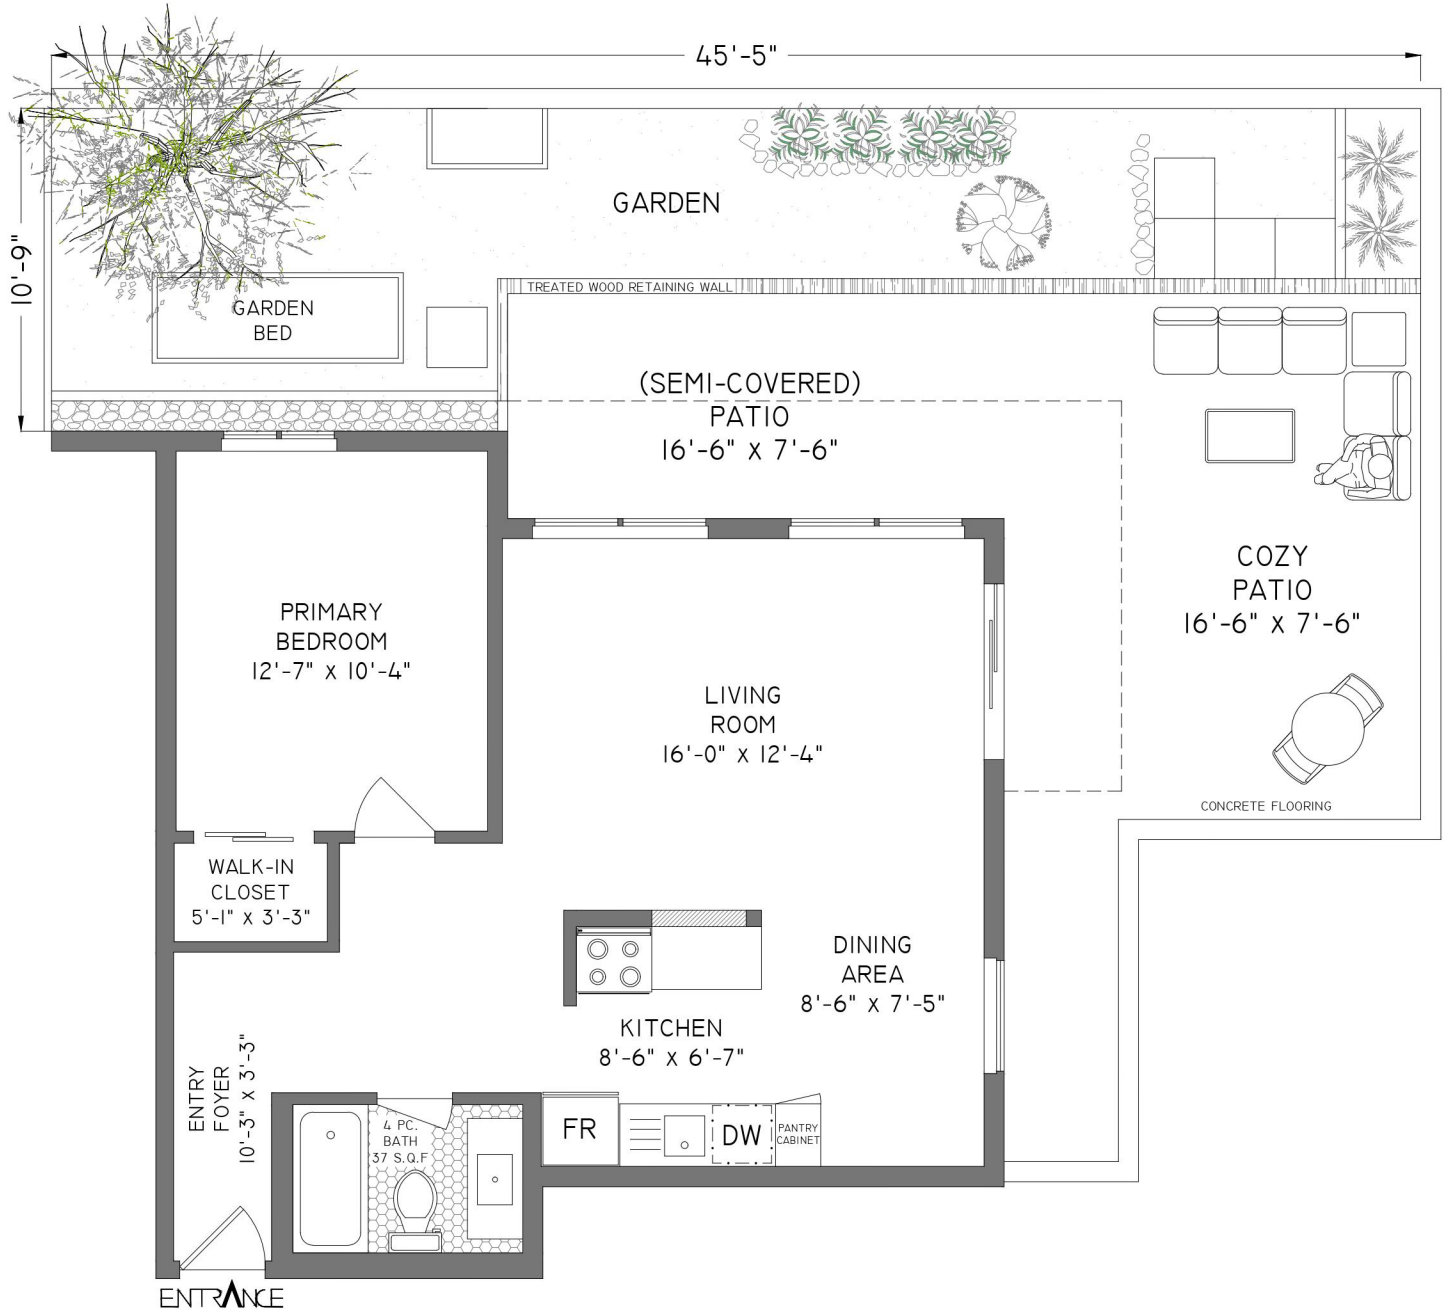 45'-5"
10'-9"
GARDEN
TREATED WOOD RETAINING WALL
GARDEN
BED
(SEMI-COVERED)
PATIO
16'-6" X 7'-6"
COZY
PATIO
16'-6" X 7'-6"
PRIMARY
BEDROOM
12'-7" X 10'-4"
LIVING
ROOM
16'-0" X 12'-4"
CONCRETE FLOORING
WALK-IN
CLOSET
5'-1" X 3'-3"
DINING
AREA
8'-6" X 7'-5"
KITCHEN
8'-6" X 6'-7"
ENTRY
FOYER
10'-3" X 3'-3"
4 PC.
BATH
37 S.Q.F
FR
DW
PANTRY
CABINET
ENTRANCE